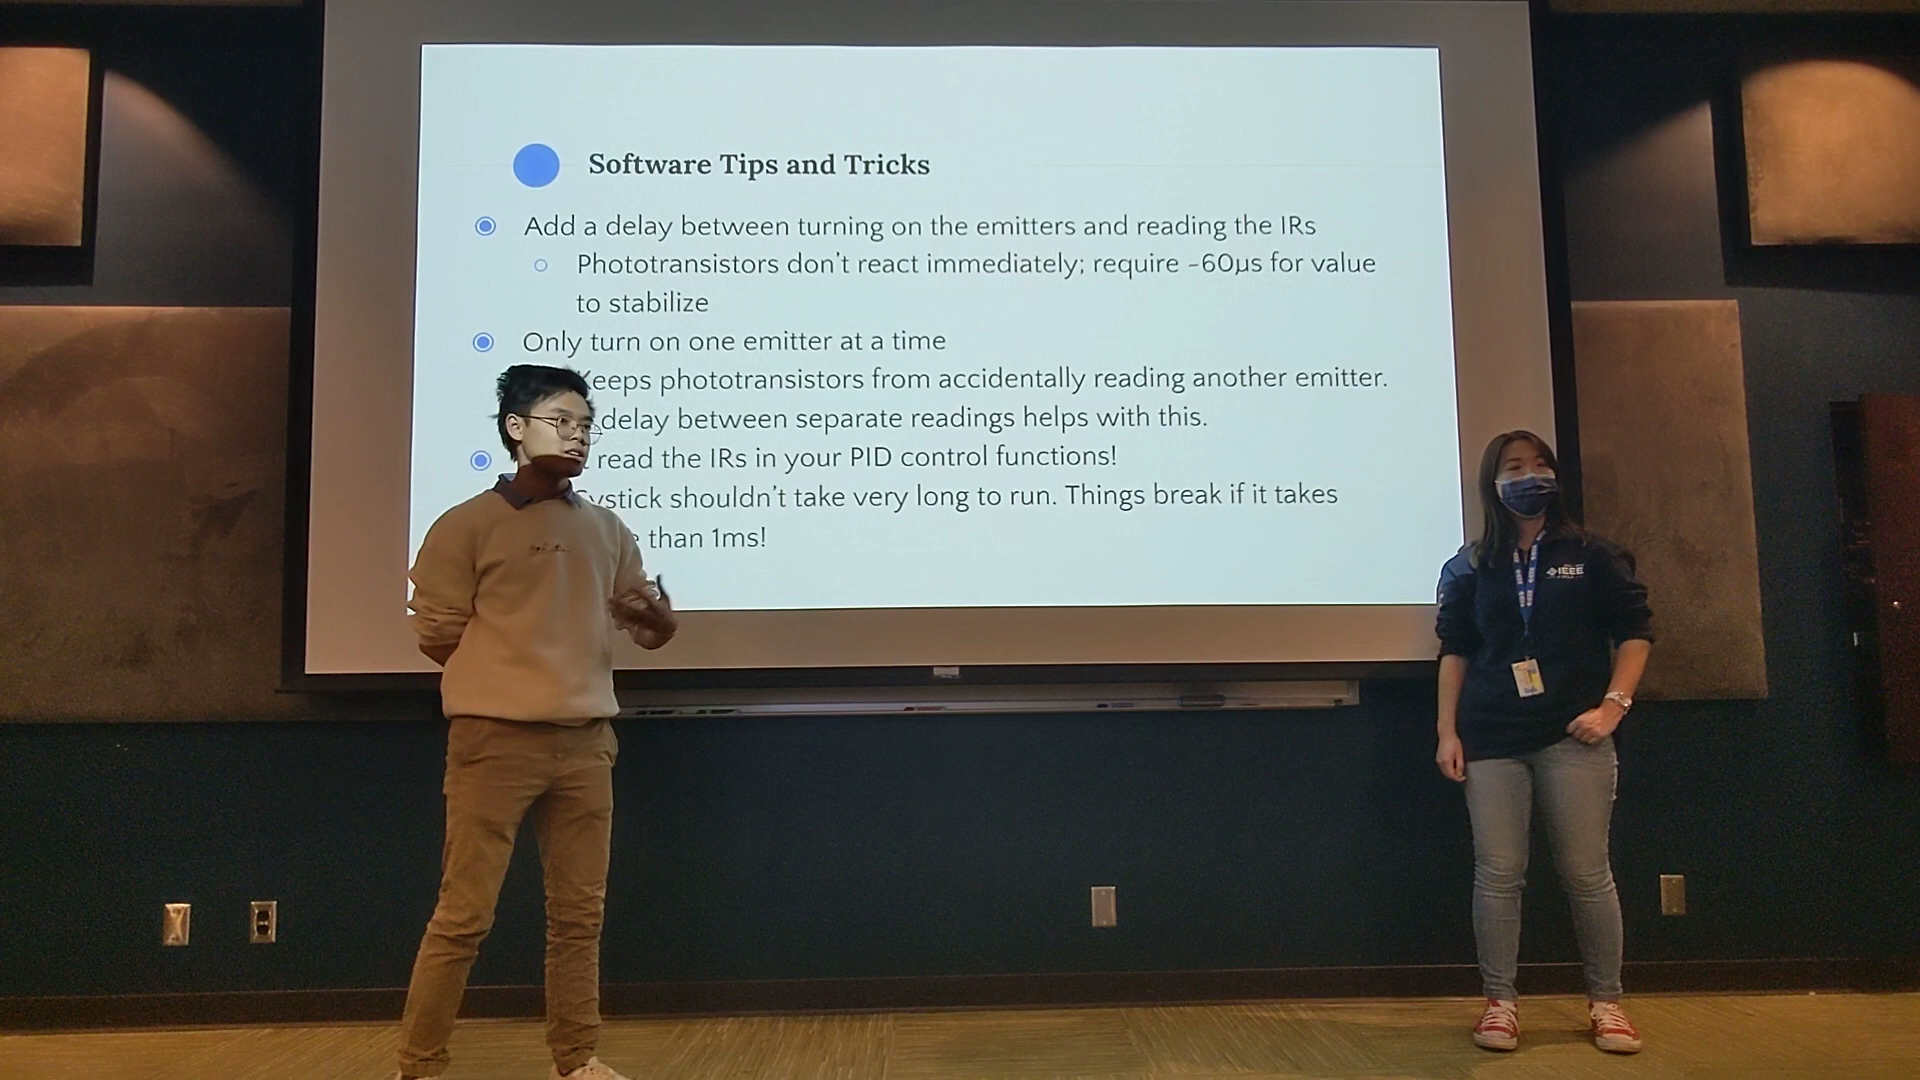 Software Tips and Tricks
Add a delay between turning on the emitters and reading the IRs
Phototransistors don't react immediately; require ~60µs for value
to stabilize
Only turn on one emitter at a time
Keeps phototransistors from accidentally reading another emitter.
delay between separate readings helps with this.
read the IRs in your PID control functions!
Systick shouldn't take very long to run. Things break if it takes
than 1ms!
IEEE